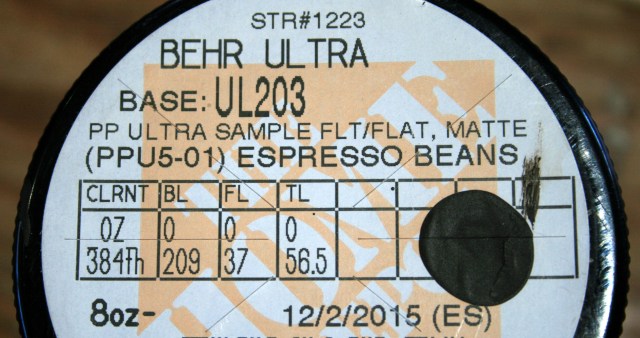 STR#1223
BEHR ULTRA
BASE: UL203
PP ULTRA SAMPLE FLT/FLAT, MATTE
(PPU5-01) ESPRESSO BEANS
CLRNT BL FL TL
OZ 0 0 0
384th 209 37 56.5
8oz- 12/2/2015 (ES)